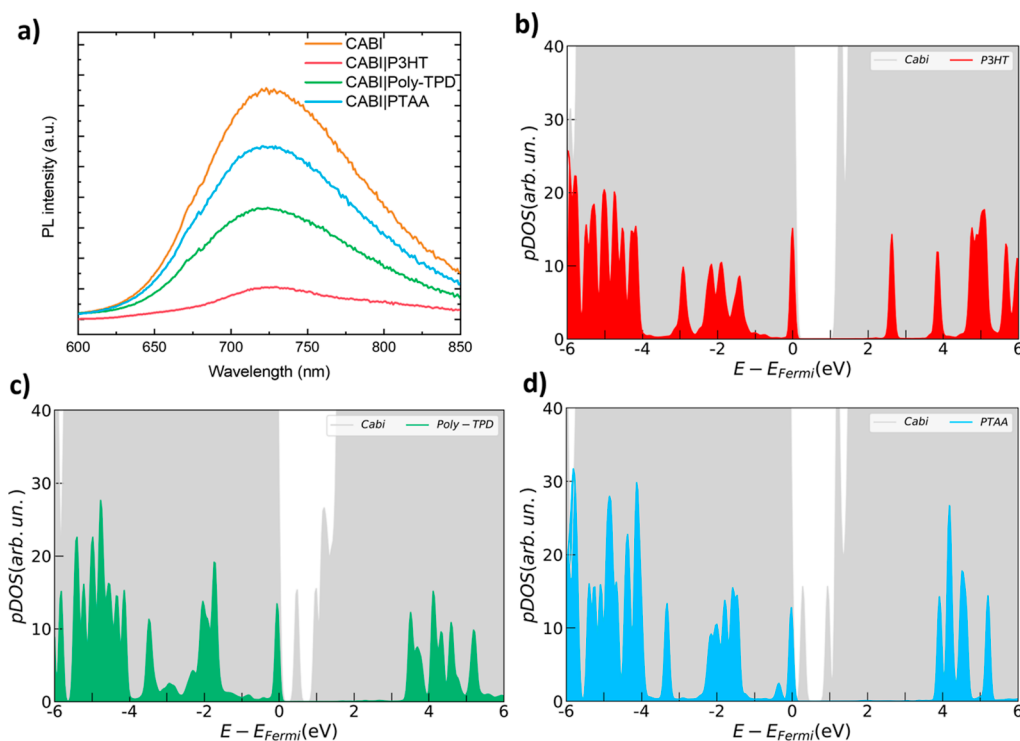 a)
CABI
CABI|P3HT
CABI|Poly-TPD
CABI|PTAA
PL intensity (a.u.)
600 650 700 750 800 850
Wavelength (nm)
b)
Cabi P3HT
pDOS(arb. un.)
40
30
20
10
0
-6 -4 -2 0 2 4 6
E − E_Fermi(eV)
c)
Cabi Poly − TPD
pDOS(arb. un.)
40
30
20
10
0
-6 -4 -2 0 2 4 6
E − E_Fermi(eV)
d)
Cabi PTAA
pDOS(arb. un.)
40
30
20
10
0
-6 -4 -2 0 2 4 6
E − E_Fermi(eV)